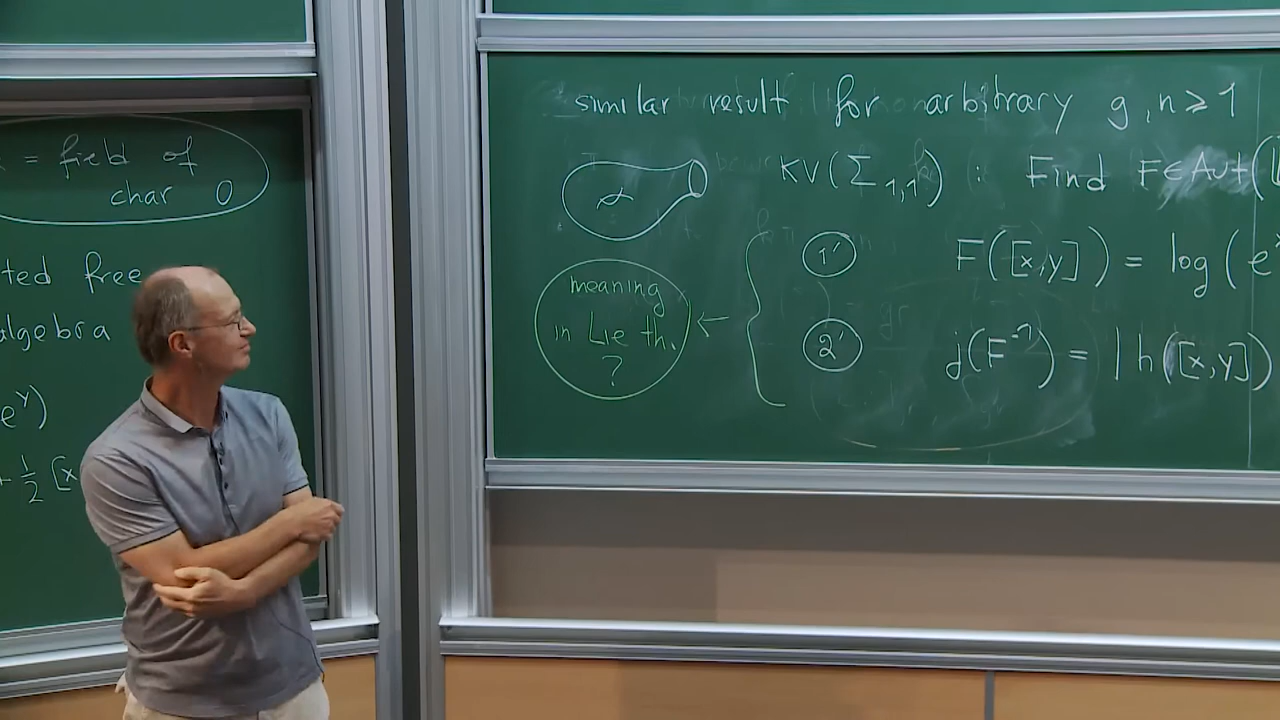 = field of
char 0
ted free
algebra
e^y)
+ 1/2 [x
similar result for arbitrary g, n ≥ 1
KV(Σ_{1,1}) : Find F ∈ Aut(
1' F([x,y]) = log(e
meaning
in Lie th.
?
2' j(F^{-1}) = |h([x,y])